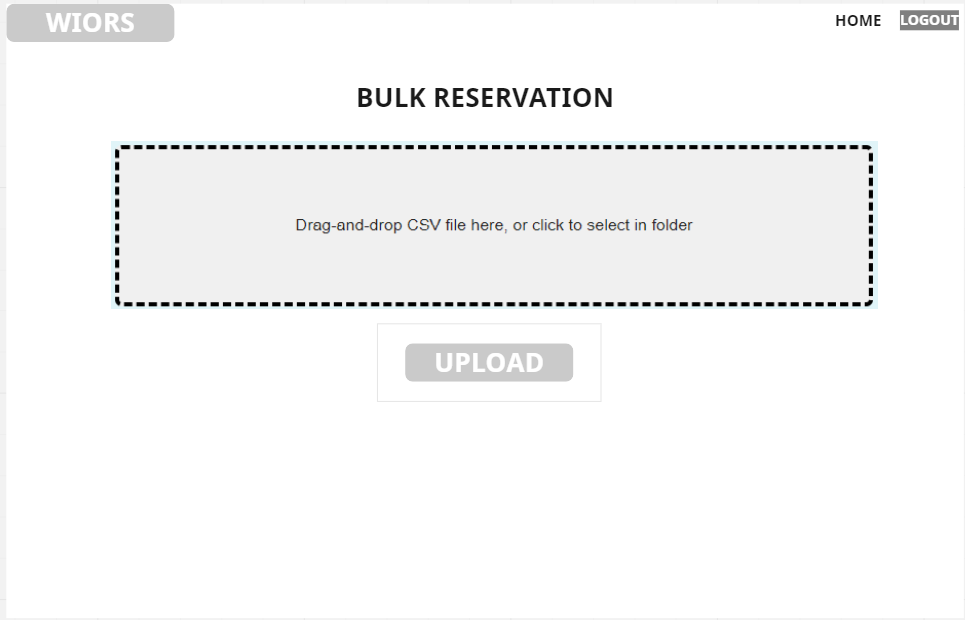 WIORS
HOME LOGOUT
BULK RESERVATION
Drag-and-drop CSV file here, or click to select in folder
UPLOAD